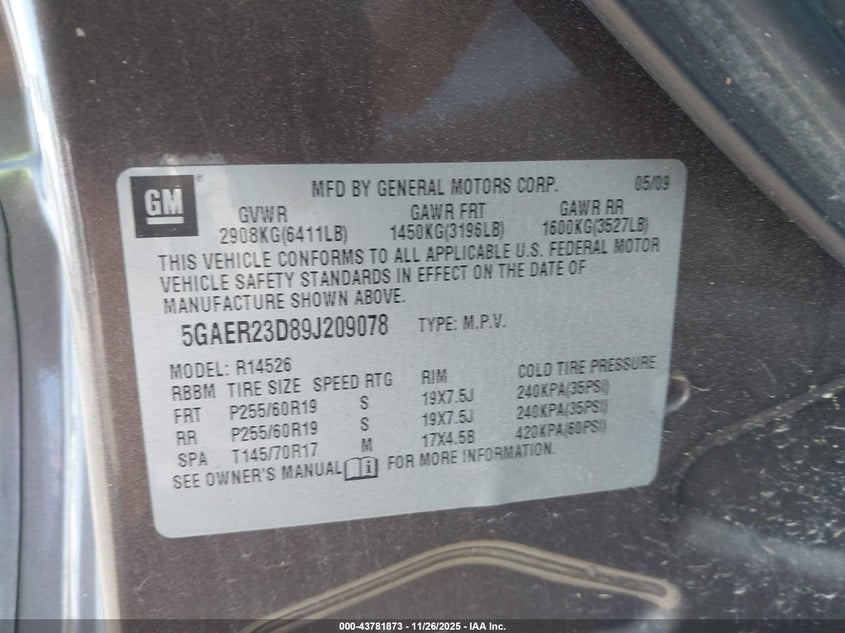 GM
MFD BY GENERAL MOTORS CORP. 05/09
GVWR GAWR FRT GAWR RR
2908KG(6411LB) 1450KG(3196LB) 1600KG(3527LB)
THIS VEHICLE CONFORMS TO ALL APPLICABLE U.S. FEDERAL MOTOR
VEHICLE SAFETY STANDARDS IN EFFECT ON THE DATE OF
MANUFACTURE SHOWN ABOVE.
5GAER23D89J209078 TYPE: M.P.V.
MODEL: R14526
RBBM TIRE SIZE SPEED RTG RIM COLD TIRE PRESSURE
FRT P255/60R19 S 19X7.5J 240KPA(35PSI)
RR P255/60R19 S 19X7.5J 240KPA(35PSI)
SPA T145/70R17 M 17X4.5B 420KPA(60PSI)
SEE OWNER'S MANUAL i FOR MORE INFORMATION.
000-43781873 - 11/26/2025 - IAA Inc.